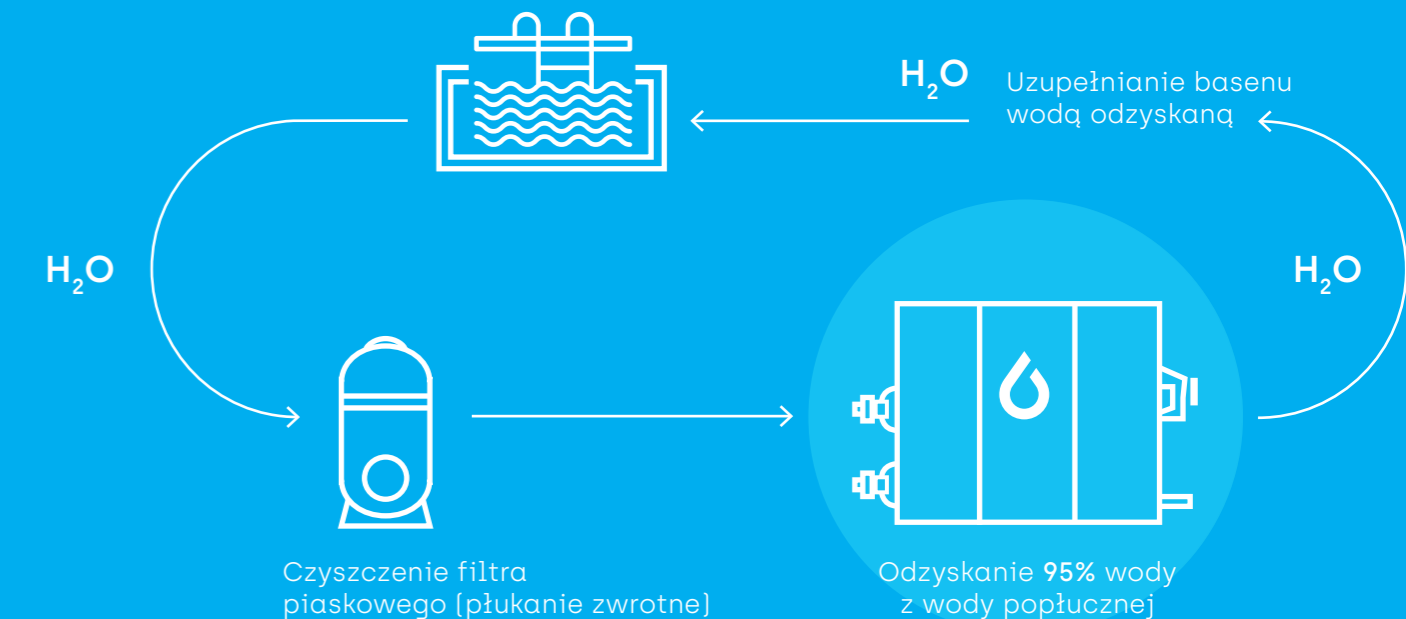 H₂O
Uzupełnianie basenu
wodą odzyskaną
H₂O
H₂O
Czyszczenie filtra
piaskowego (płukanie zwrotne)
Odzyskanie 95% wody
z wody popłucznej